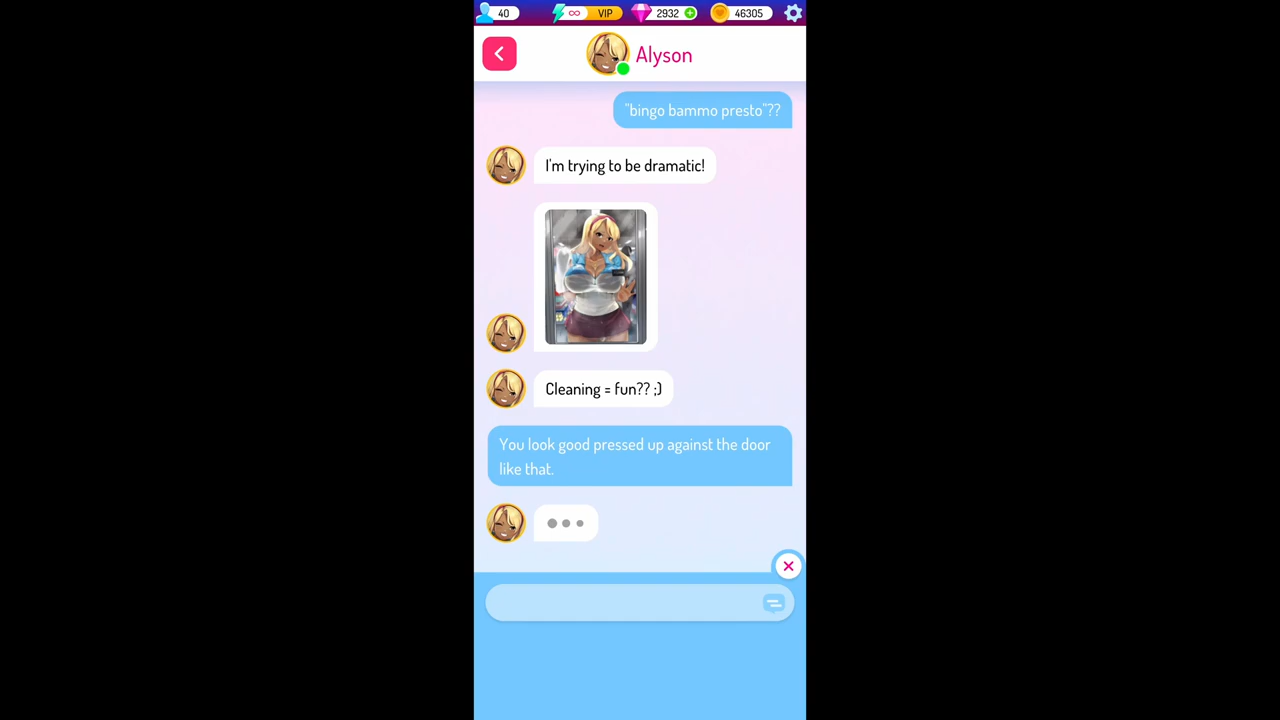 40
∞
VIP
2932
46305
Alyson
"bingo bammo presto"??
I'm trying to be dramatic!
Cleaning = fun?? ;)
You look good pressed up against the door
like that.